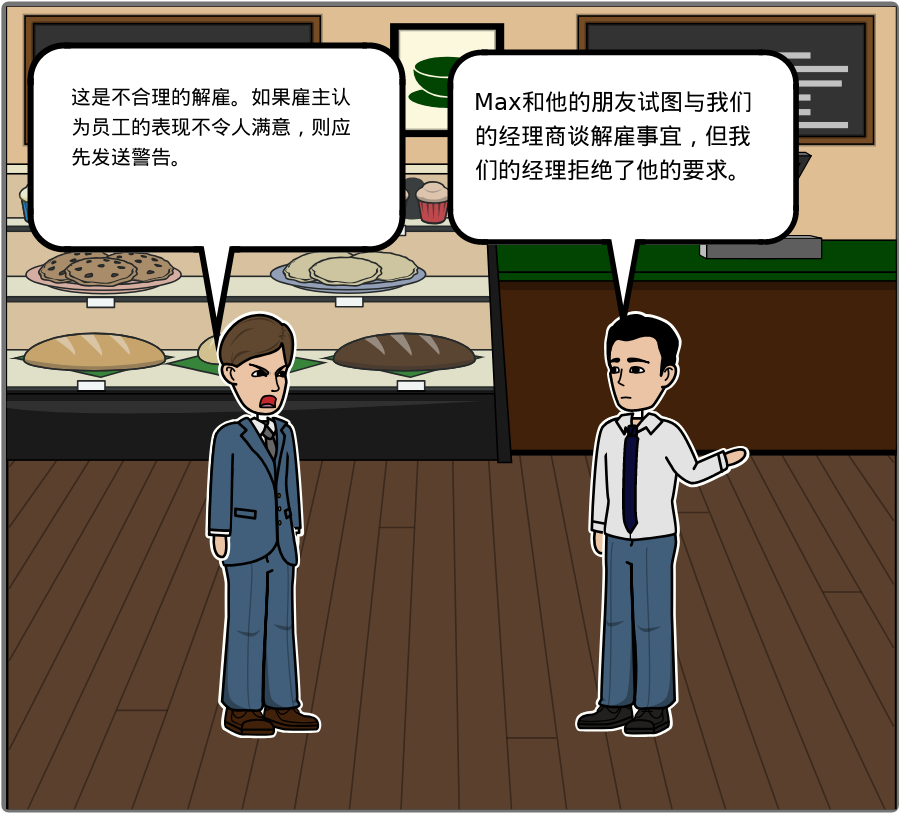 这是不合理的解雇。如果雇主认
为员工的表现不令人满意，则应
先发送警告。
Max和他的朋友试图与我们
的经理商谈解雇事宜，但我
们的经理拒绝了他的要求。